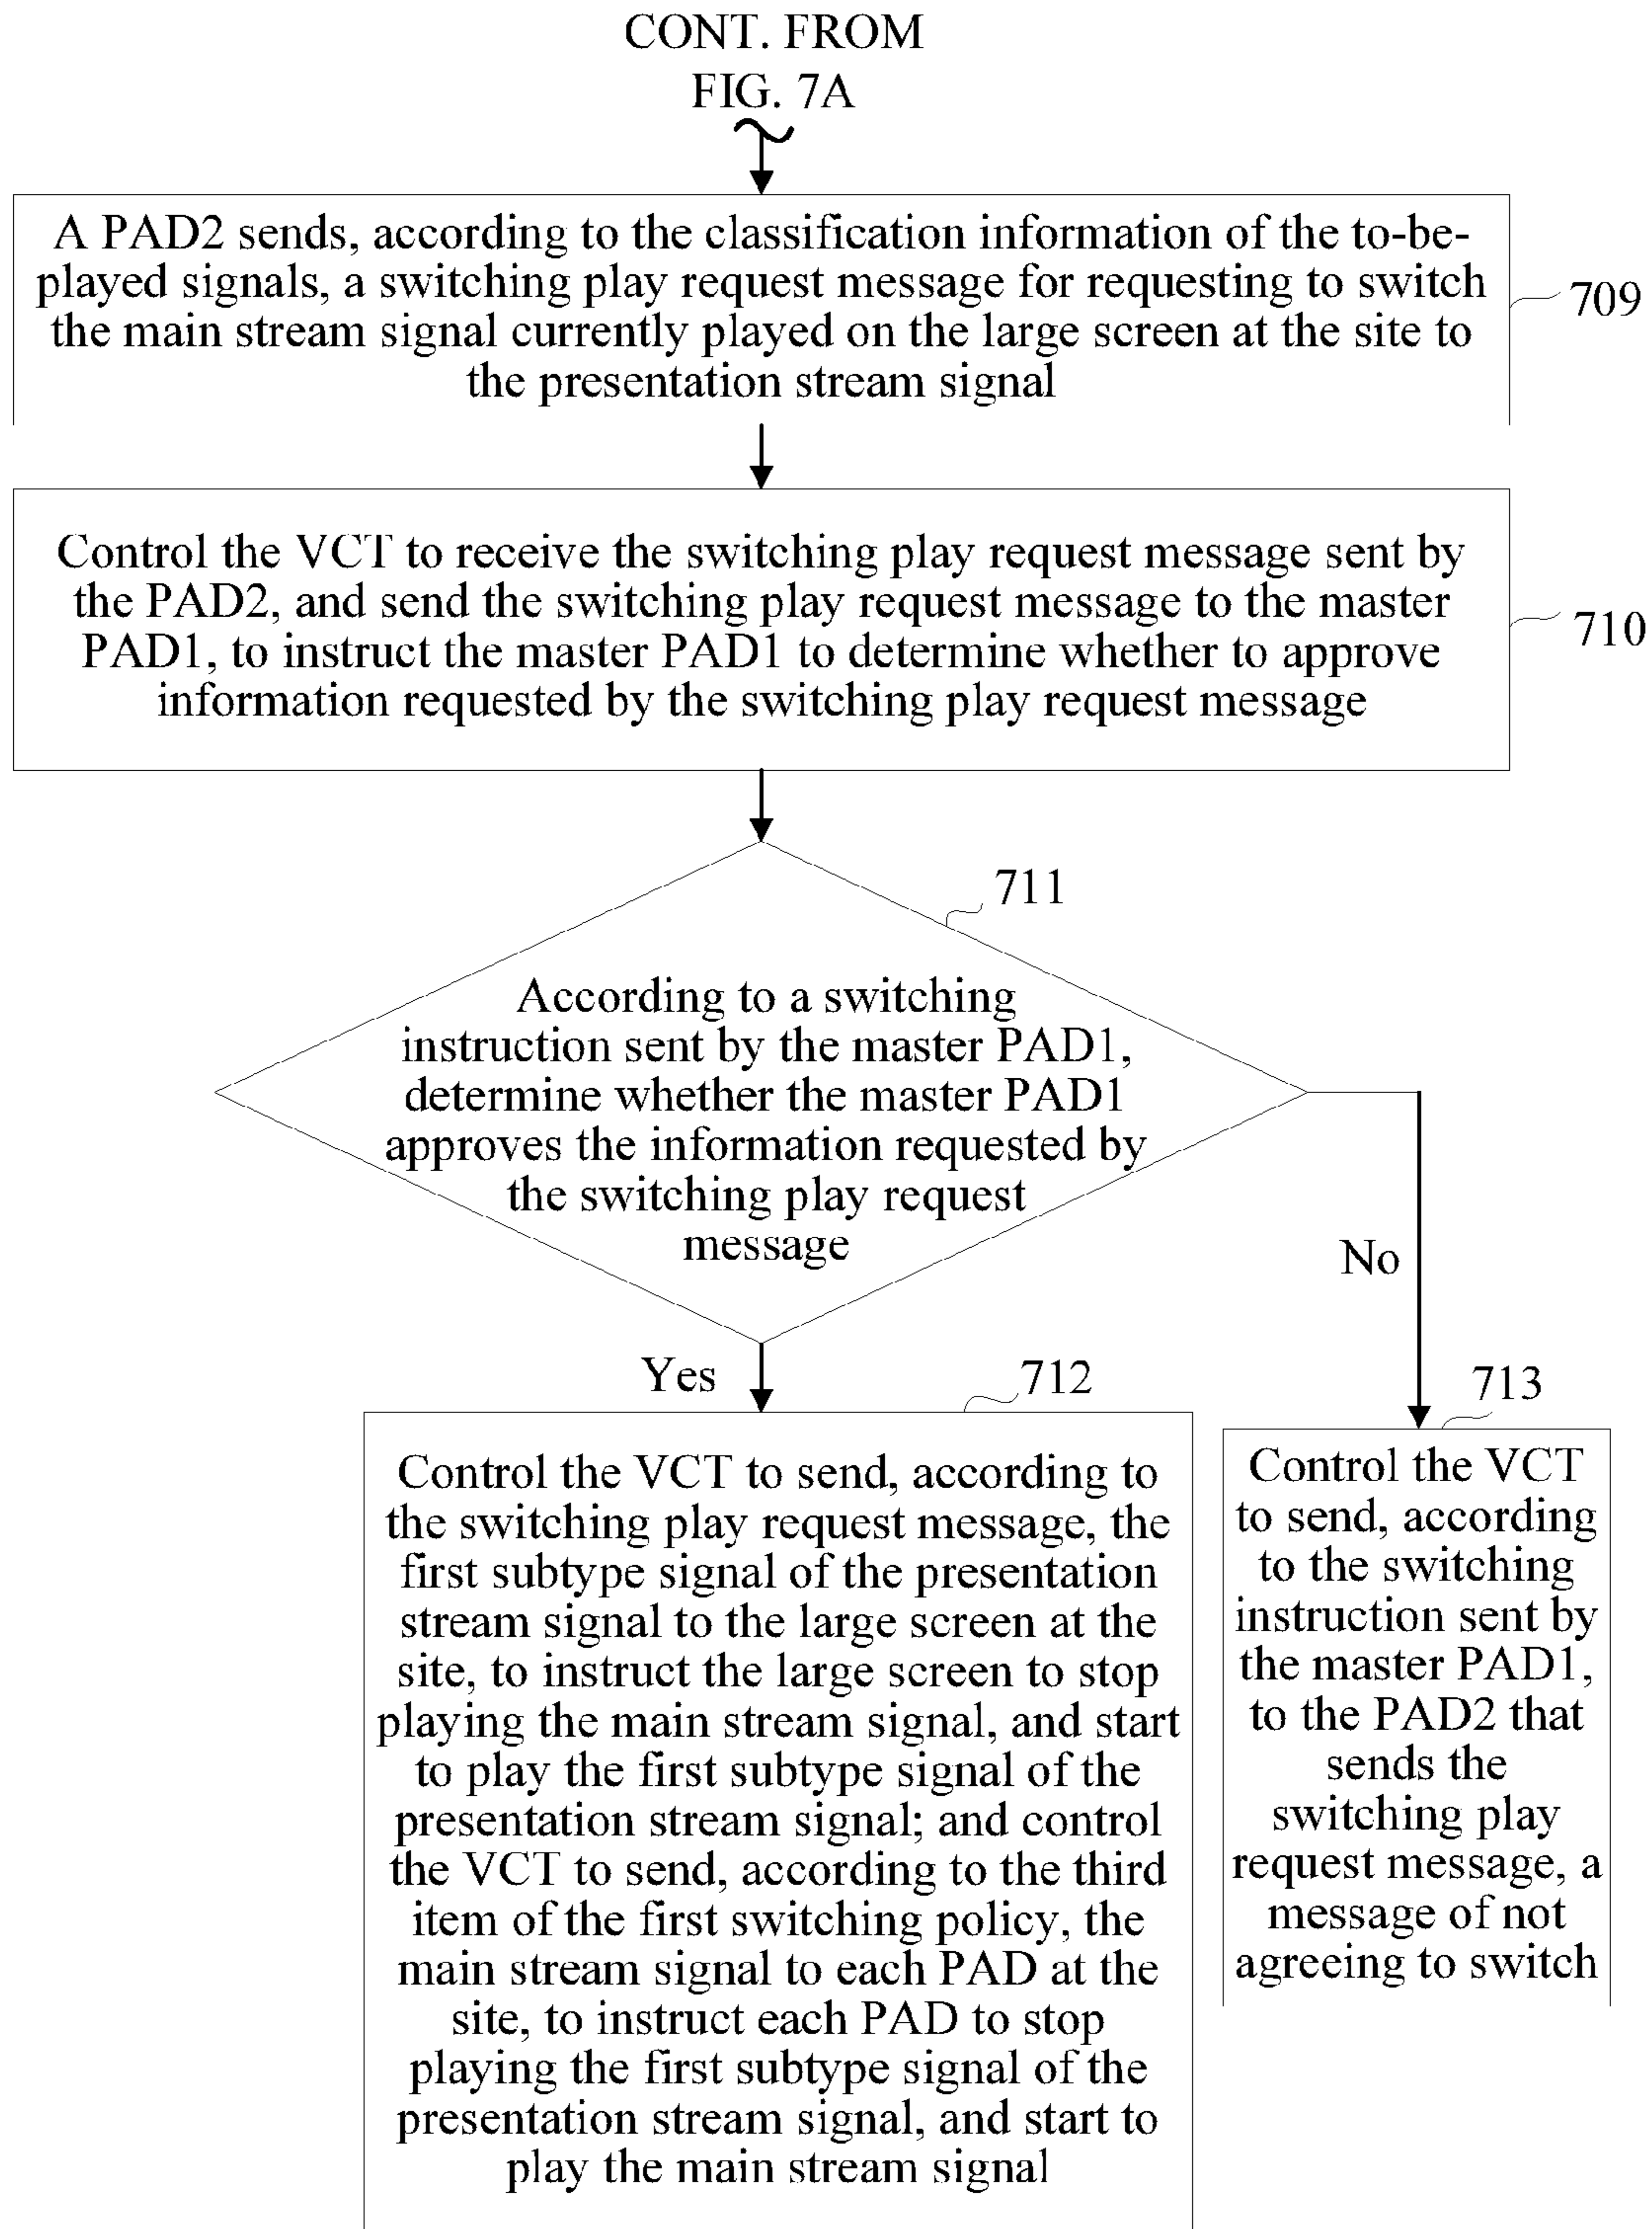 CONT. FROM
FIG. 7A
A PAD2 sends, according to the classification information of the to-be-
played signals, a switching play request message for requesting to switch
the main stream signal currently played on the large screen at the site to
the presentation stream signal
709
Control the VCT to receive the switching play request message sent by
the PAD2, and send the switching play request message to the master
PAD1, to instruct the master PAD1 to determine whether to approve
information requested by the switching play request message
710
711
According to a switching
instruction sent by the master PAD1,
determine whether the master PAD1
approves the information requested by
the switching play request
message
No
Yes
712
Control the VCT to send, according to
the switching play request message, the
first subtype signal of the presentation
stream signal to the large screen at the
site, to instruct the large screen to stop
playing the main stream signal, and start
to play the first subtype signal of the
presentation stream signal; and control
the VCT to send, according to the third
item of the first switching policy, the
main stream signal to each PAD at the
site, to instruct each PAD to stop
playing the first subtype signal of the
presentation stream signal, and start to
play the main stream signal
713
Control the VCT
to send, according
to the switching
instruction sent by
the master PAD1,
to the PAD2 that
sends the
switching play
request message, a
message of not
agreeing to switch